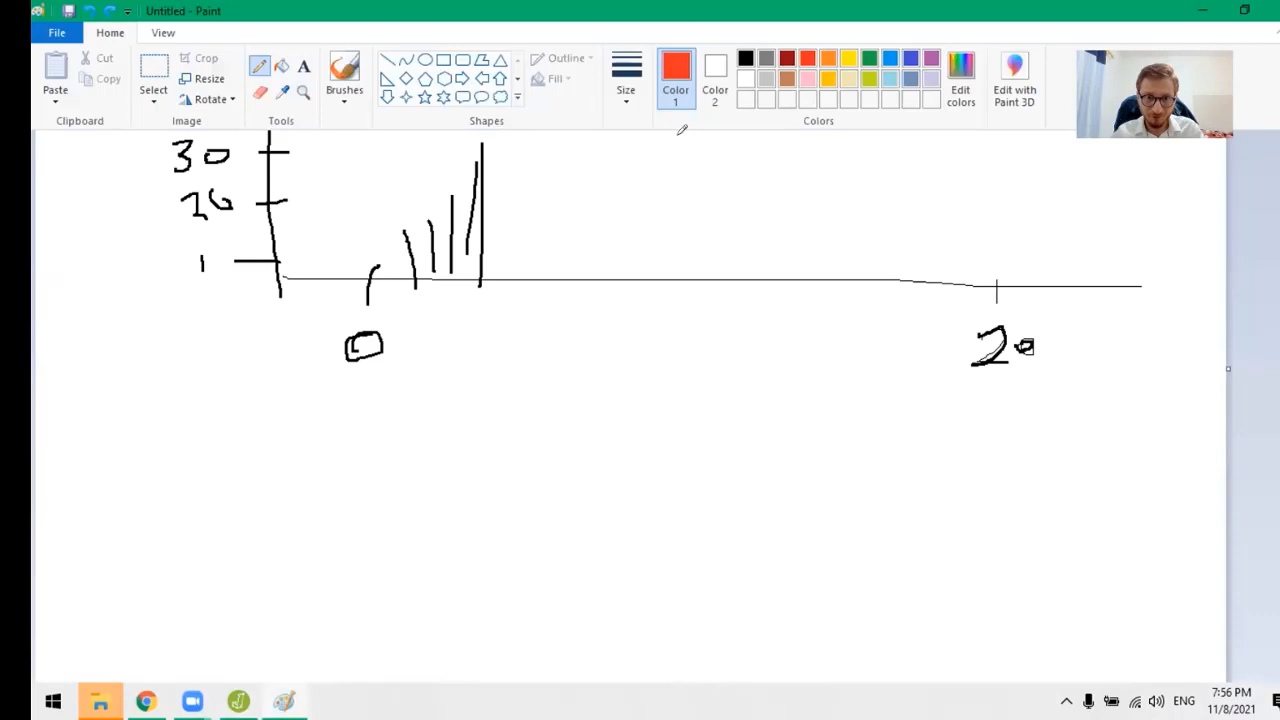 Untitled - Paint
File Home View
Paste
Cut
Copy
Clipboard
Select
Crop
Resize
Rotate
Image
Tools
Brushes
Outline
Fill
Shapes
Size
Color 1
Color 2
Edit colors
Colors
Edit with Paint 3D
30
20
1
0
20
ENG
7:56 PM
11/8/2021